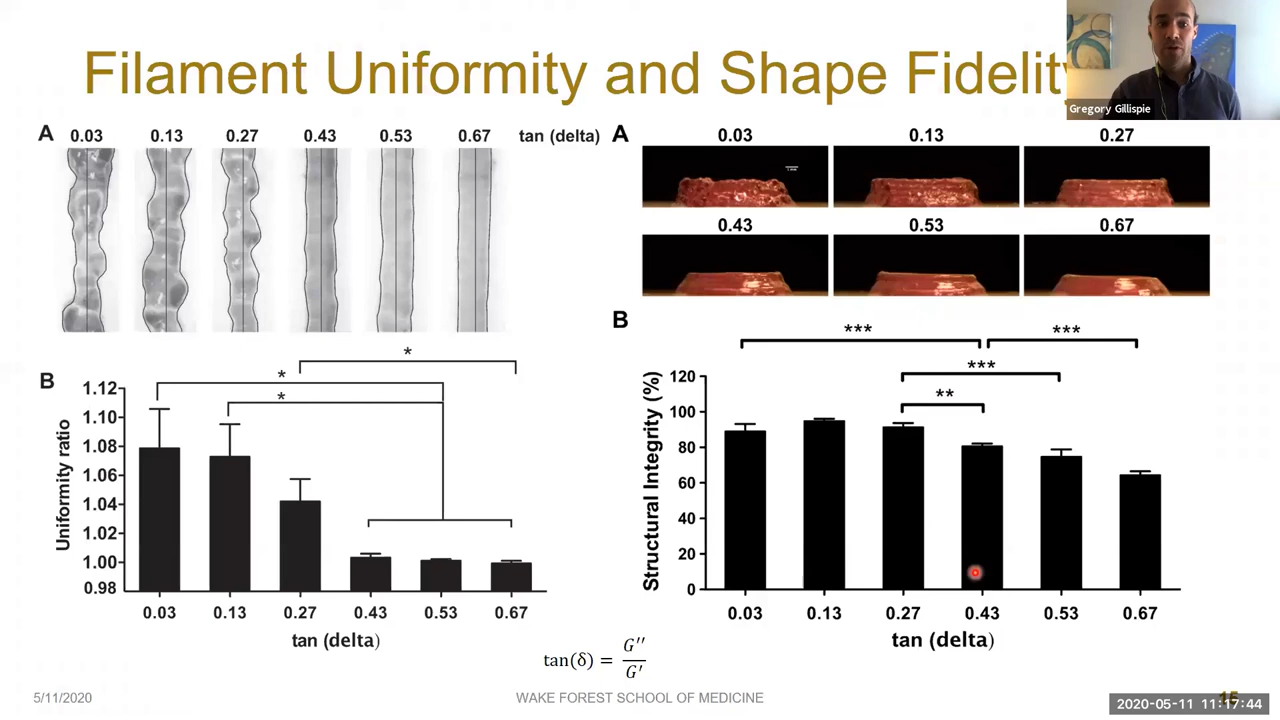 Filament Uniformity and Shape Fidelity
Gregory Gillispie
A 0.03 0.13 0.27 0.43 0.53 0.67 tan (delta)
A 0.03 0.13 0.27
0.43 0.53 0.67
B
*
*
*
Uniformity ratio
1.12
1.10
1.08
1.06
1.04
1.02
1.00
0.98
0.03 0.13 0.27 0.43 0.53 0.67
tan (delta)
B
***
***
***
**
Structural Integrity (%)
120
100
80
60
40
20
0
0.03 0.13 0.27 0.43 0.53 0.67
tan (delta)
tan(δ) = G′′/G′
5/11/2020
WAKE FOREST SCHOOL OF MEDICINE
15
2020-05-11 11:17:44